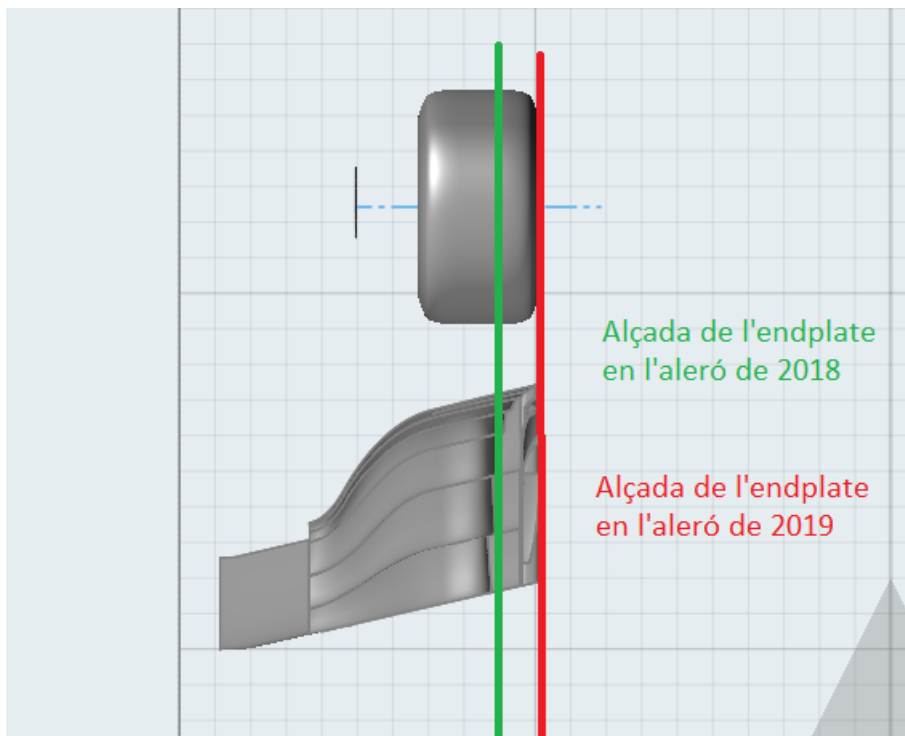 Alçada de l'endplate
en l'aleró de 2018
Alçada de l'endplate
en l'aleró de 2019